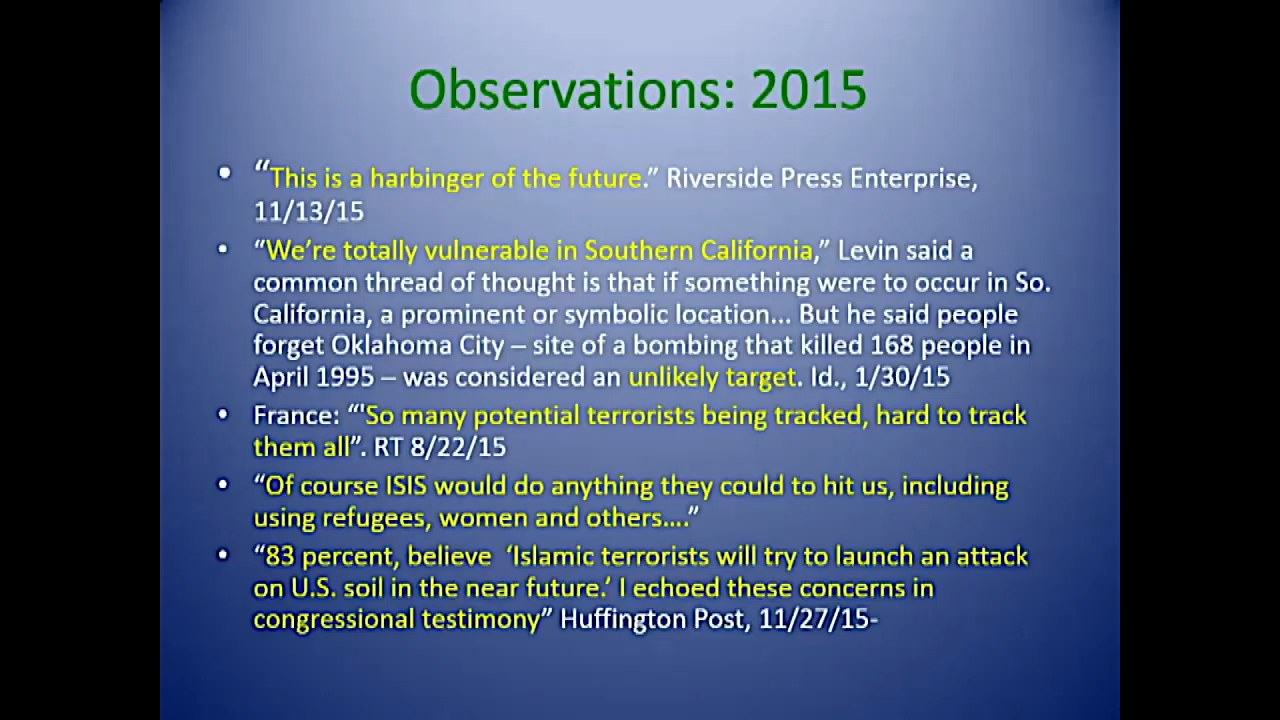 Observations: 2015
• “This is a harbinger of the future.” Riverside Press Enterprise,
11/13/15
• “We’re totally vulnerable in Southern California,” Levin said a
common thread of thought is that if something were to occur in So.
California, a prominent or symbolic location... But he said people
forget Oklahoma City – site of a bombing that killed 168 people in
April 1995 – was considered an unlikely target. Id., 1/30/15
• France: “'So many potential terrorists being tracked, hard to track
them all”. RT 8/22/15
• “Of course ISIS would do anything they could to hit us, including
using refugees, women and others….”
• “83 percent, believe  ‘Islamic terrorists will try to launch an attack
on U.S. soil in the near future.’ I echoed these concerns in
congressional testimony” Huffington Post, 11/27/15-